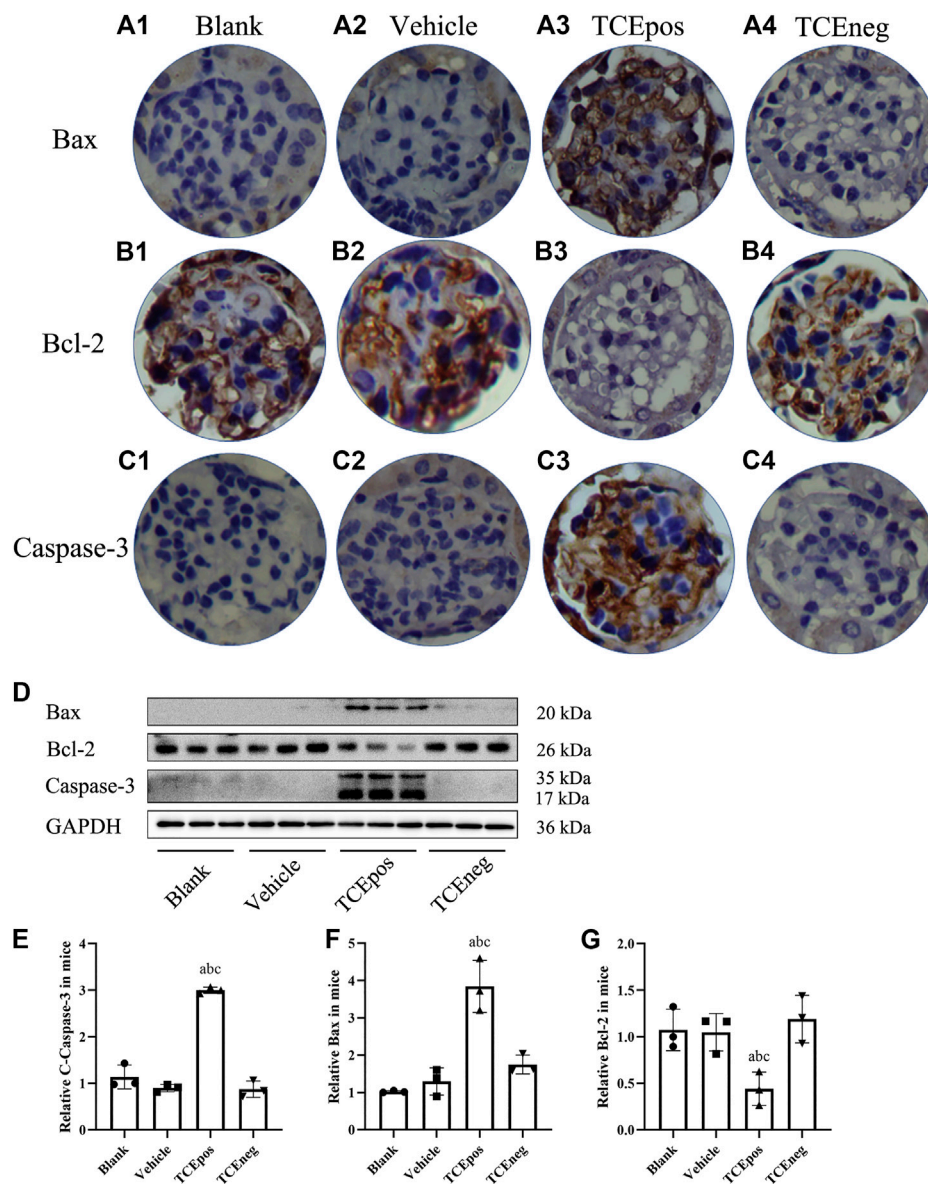 A1 Blank A2 Vehicle A3 TCEpos A4 TCEneg
Bax
B1 B2 B3 B4
Bcl-2
C1 C2 C3 C4
Caspase-3
D
Bax 20 kDa
Bcl-2 26 kDa
Caspase-3 35 kDa
17 kDa
GAPDH 36 kDa
Blank Vehicle TCEpos TCEneg
E
Relative C-Caspase-3 in mice
4
3
2
1
0
abc
Blank Vehicle TCEpos TCEneg
F
Relative Bax in mice
5
4
3
2
1
0
abc
Blank Vehicle TCEpos TCEneg
G
Relative Bcl-2 in mice
2.0
1.5
1.0
0.5
0.0
abc
Blank Vehicle TCEpos TCEneg